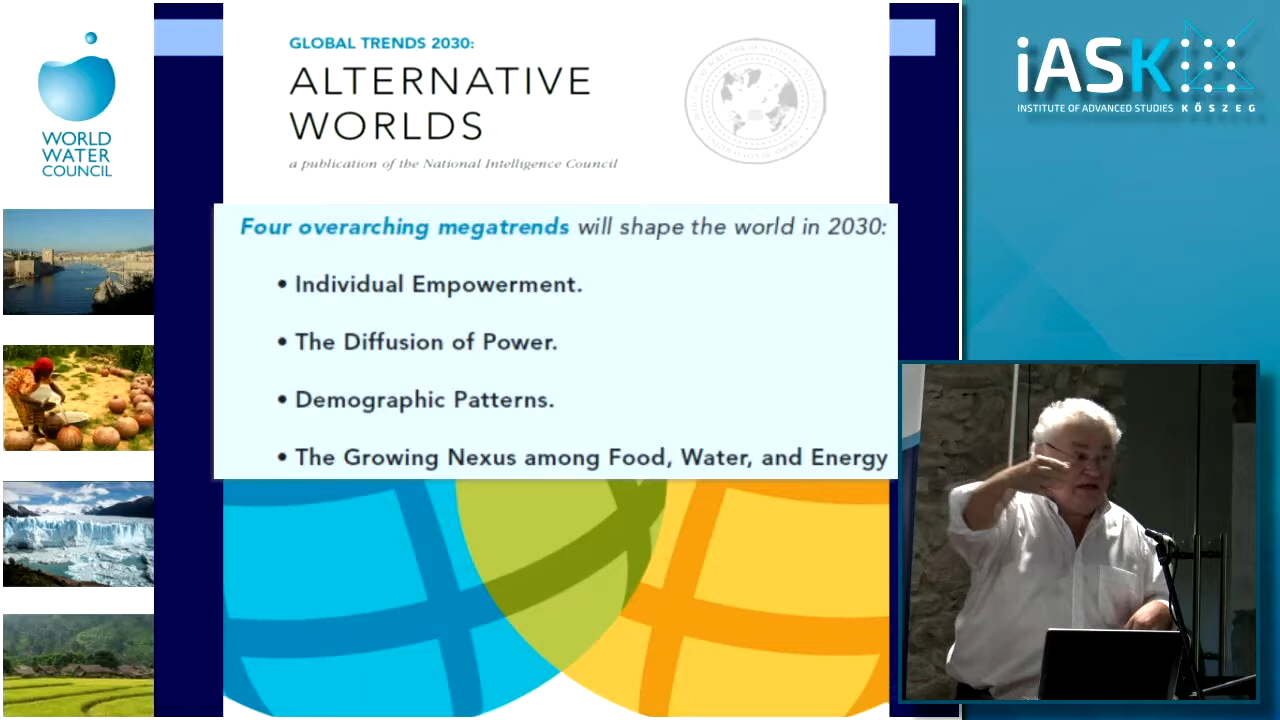 WORLD
WATER
COUNCIL
GLOBAL TRENDS 2030:
ALTERNATIVE
WORLDS
a publication of the National Intelligence Council
Four overarching megatrends will shape the world in 2030:
• Individual Empowerment.
• The Diffusion of Power.
• Demographic Patterns.
• The Growing Nexus among Food, Water, and Energy
iASK
INSTITUTE OF ADVANCED STUDIES KŐSZEG